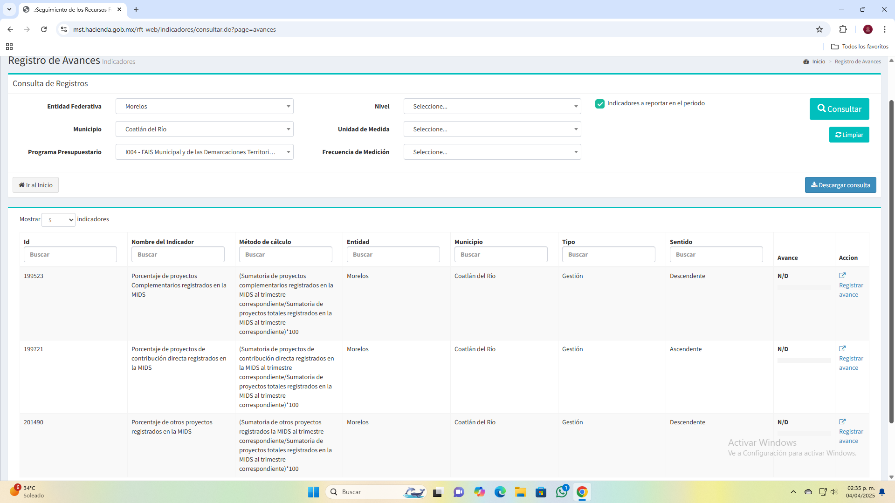 :Seguimiento de los Recursos F
mst.hacienda.gob.mx/rft-web/indicadores/consultar.do?page=avances
Todos los favoritos
Registro de Avances Indicadores
Inicio / Registro de Avances
Consulta de Registros
Entidad Federativa
Morelos
Nivel
Seleccione...
Indicadores a reportar en el periodo
Consultar
Municipio
Coatlán del Río
Unidad de Medida
Seleccione...
Limpiar
Programa Presupuestario
I004 - FAIS Municipal y de las Demarcaciones Territori...
Frecuencia de Medición
Seleccione...
Ir al Inicio
Descargar consulta
Mostrar 5 indicadores
Id
Nombre del Indicador
Método de cálculo
Entidad
Municipio
Tipo
Sentido
Avance
Accion
Buscar
Buscar
Buscar
Buscar
Buscar
Buscar
Buscar
199523
Porcentaje de proyectos
Complementarios registrados en la
MIDS
(Sumatoria de proyectos
complementarios registrados en la
MIDS al trimestre
correspondiente/Sumatoria de
proyectos totales registrados en la
MIDS al trimestre
correspondiente)*100
Morelos
Coatlán del Río
Gestión
Descendente
N/D
Registrar
avance
199721
Porcentaje de proyectos de
contribución directa registrados en
la MIDS
(Sumatoria de proyectos de
contribución directa registrados en
la MIDS al trimestre
correspondiente/Sumatoria de
proyectos totales registrados en la
MIDS al trimestre
correspondiente)*100
Morelos
Coatlán del Río
Gestión
Ascendente
N/D
Registrar
avance
201490
Porcentaje de otros proyectos
registrados en la MIDS
(Sumatoria de otros proyectos
registrados la MIDS al trimestre
correspondiente/Sumatoria de
proyectos totales registrados en la
MIDS al trimestre
correspondiente)*100
Morelos
Coatlán del Río
Gestión
Descendente
N/D
Registrar
avance
Activar Windows
Ve a Configuración para activar Windows.
34°C
Soleado
Buscar
02:55 p. m.
04/04/2025